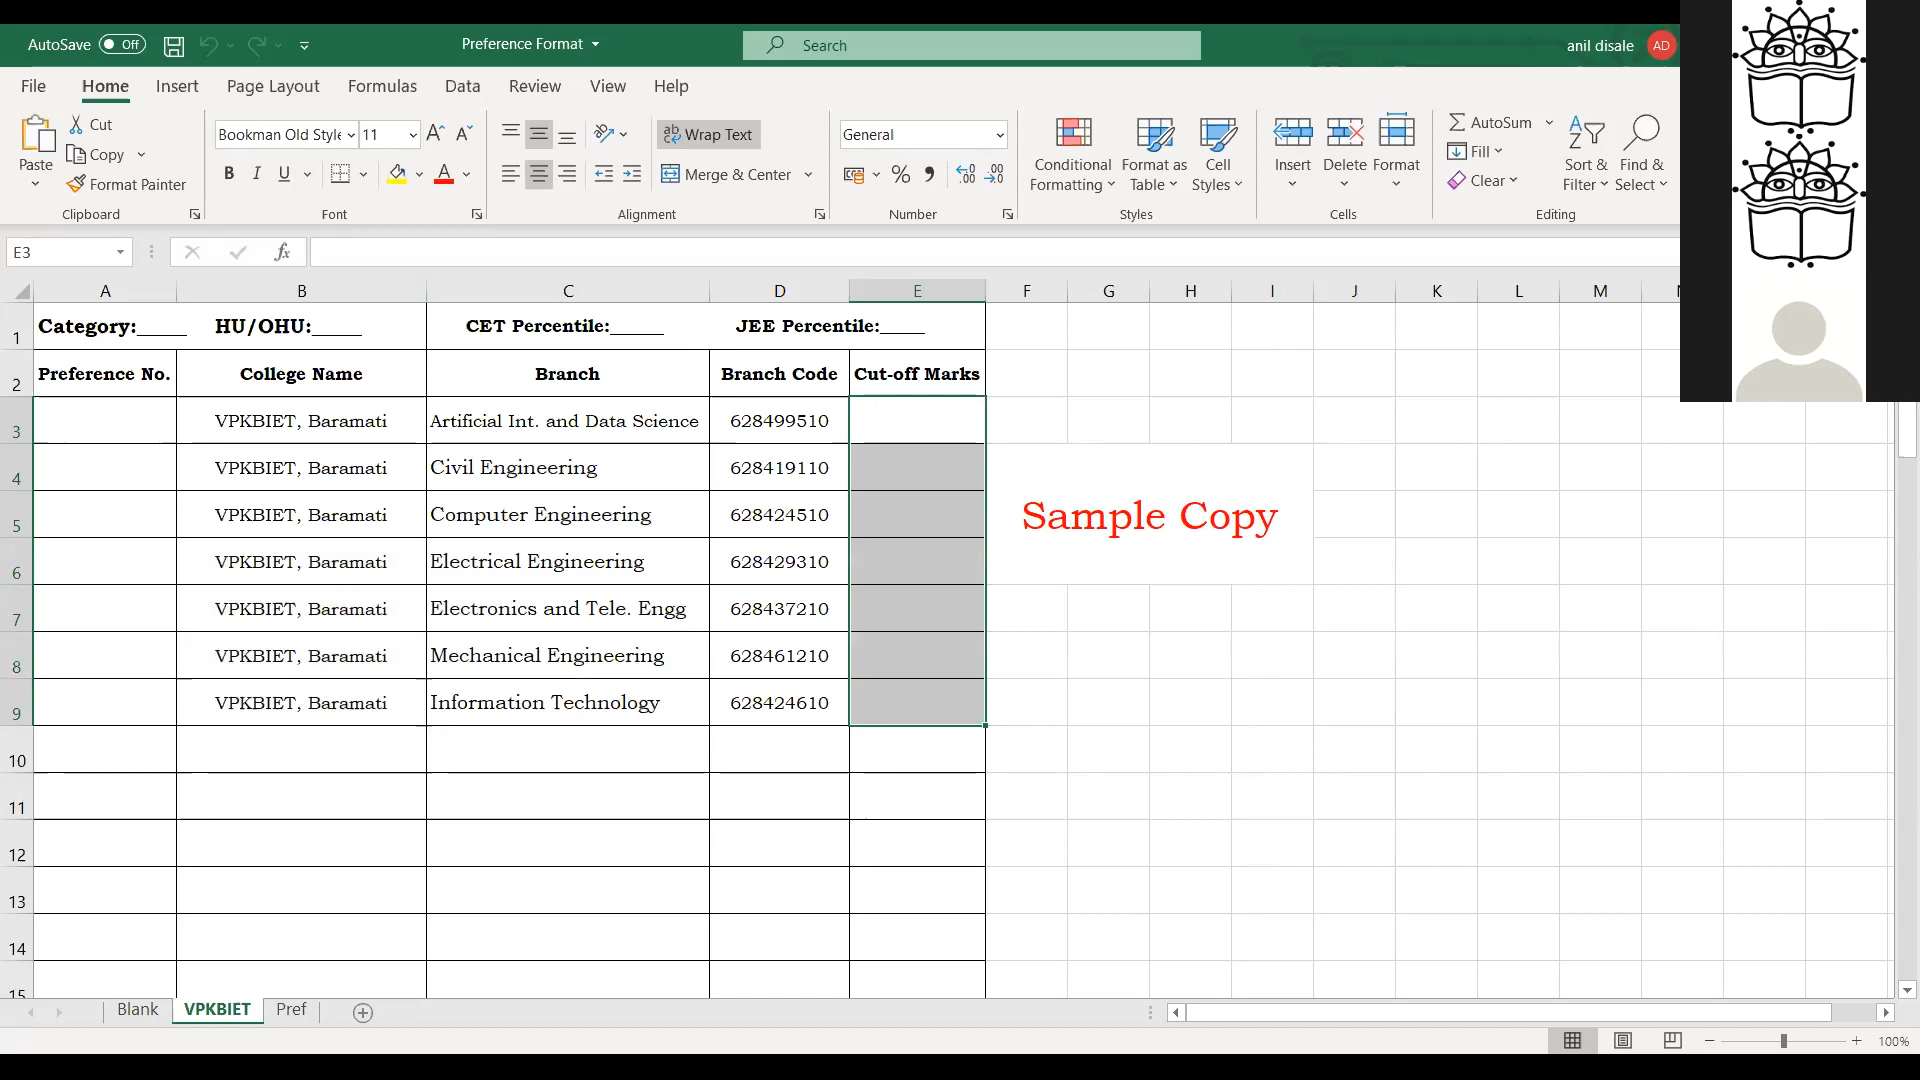 AutoSave Off
Preference Format
Search
anil disale AD
File Home Insert Page Layout Formulas Data Review View Help
Paste
Cut
Copy
Format Painter
Clipboard
Bookman Old Style 11
B I U
Font
Wrap Text
Merge & Center
Alignment
General
Number
Conditional Formatting
Format as Table
Cell Styles
Styles
Insert
Delete
Format
Cells
AutoSum
Fill
Clear
Sort & Filter
Find & Select
Editing
E3 fx
A B C D E F G H I J K L M
1 Category:_____ HU/OHU:_____ CET Percentile:_____ JEE Percentile:____
2 Preference No. College Name Branch Branch Code Cut-off Marks
3 VPKBIET, Baramati Artificial Int. and Data Science 628499510
4 VPKBIET, Baramati Civil Engineering 628419110
5 VPKBIET, Baramati Computer Engineering 628424510
Sample Copy
6 VPKBIET, Baramati Electrical Engineering 628429310
7 VPKBIET, Baramati Electronics and Tele. Engg 628437210
8 VPKBIET, Baramati Mechanical Engineering 628461210
9 VPKBIET, Baramati Information Technology 628424610
10
11
12
13
14
15
Blank VPKBIET Pref
100%